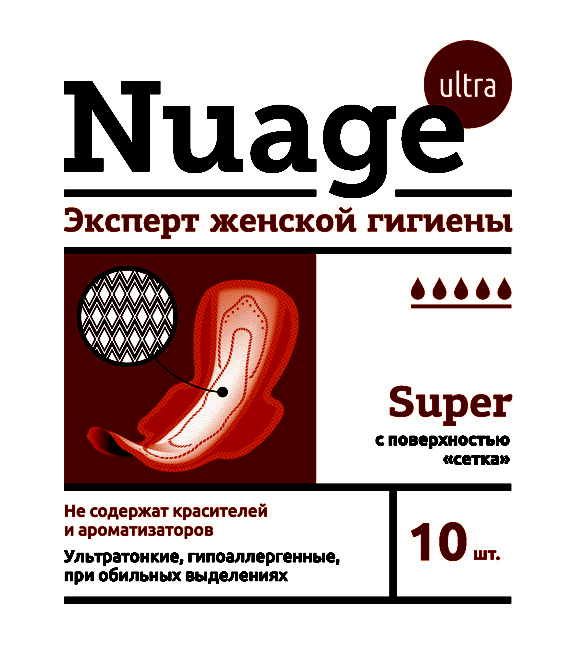 ultra
Nuage
Эксперт женской гигиены
Super
с поверхностью
«сетка»
Не содержат красителей
и ароматизаторов
Ультратонкие, гипоаллергенные,
при обильных выделениях
10 шт.